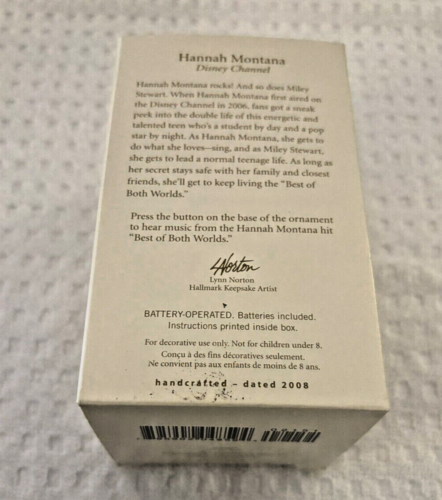 Hannah Montana
Disney Channel
Hannah Montana rocks! And so does Miley
Stewart. When Hannah Montana first aired on
the Disney Channel in 2006, fans got a sneak
peek into the double life of this energetic and
talented teen who's a student by day and a pop
star by night. As Hannah Montana, she gets to
do what she loves—sing, and as Miley Stewart,
she gets to lead a normal teenage life. As long as
her secret stays safe with her family and closest
friends, she'll get to keep living the "Best of
Both Worlds."
Press the button on the base of the ornament
to hear music from the Hannah Montana hit
"Best of Both Worlds."
LNorton
Lynn Norton
Hallmark Keepsake Artist
BATTERY-OPERATED. Batteries included.
Instructions printed inside box.
For decorative use only. Not for children under 8.
Conçu à des fins décoratives seulement.
Ne convient pas aux enfants de moins de 8 ans.
handcrafted – dated 2008